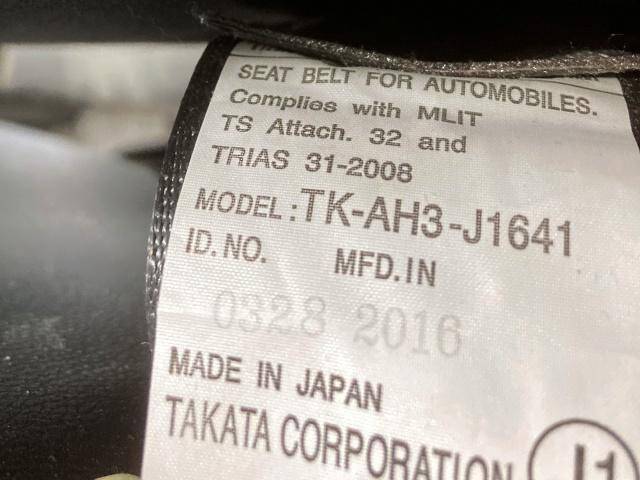 SEAT BELT FOR AUTOMOBILES.
Complies with MLIT
TS Attach. 32 and
TRIAS 31-2008
MODEL: TK-AH3-J1641
ID. NO. MFD.IN
0328 2016
MADE IN JAPAN
TAKATA CORPORATION
J1